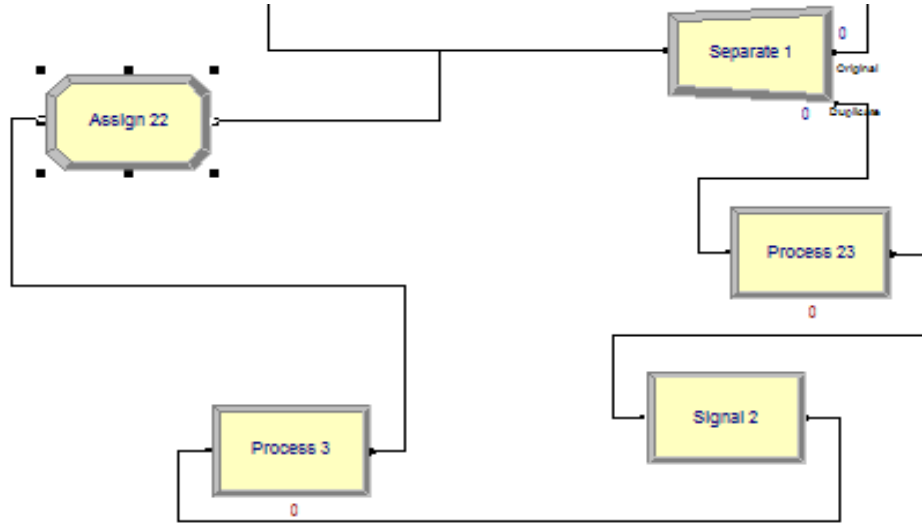 0
Separate 1
Original
Assign 22
0
Duplicate
Process 23
0
Signal 2
Process 3
0